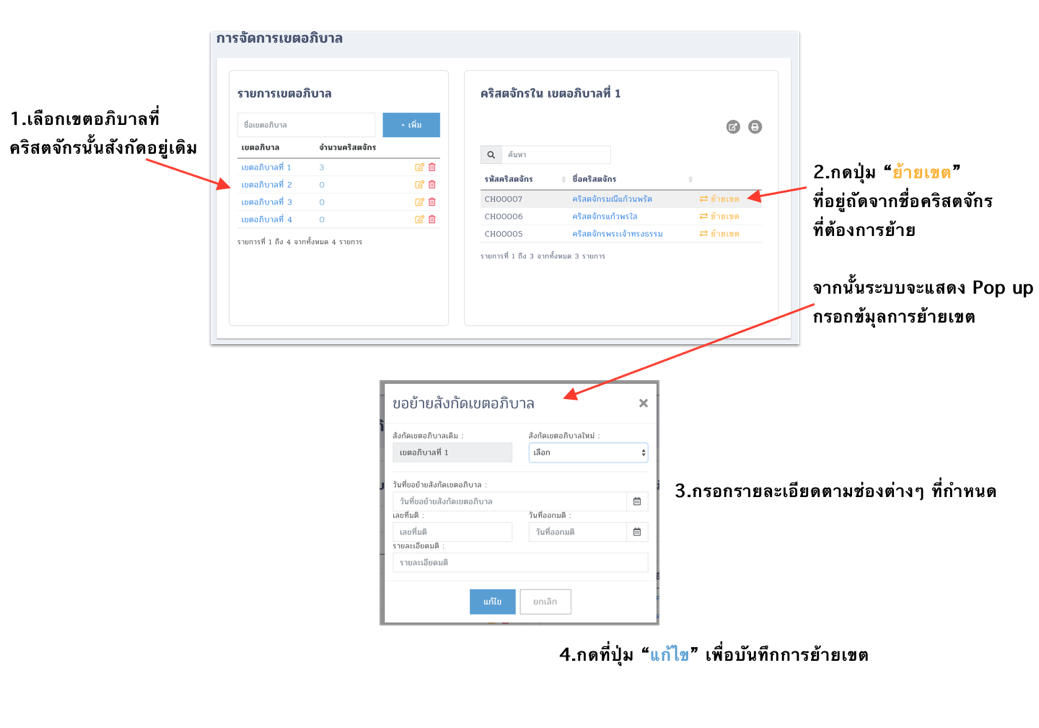 การจัดการเขตอภิบาล
1.เลือกเขตอภิบาลที่
คริสตจักรนั้นสังกัดอยู่เดิม
รายการเขตอภิบาล
ชื่อเขตอภิบาล
+ เพิ่ม
เขตอภิบาล จำนวนคริสตจักร
เขตอภิบาลที่ 1 3
เขตอภิบาลที่ 2 0
เขตอภิบาลที่ 3 0
เขตอภิบาลที่ 4 0
รายการที่ 1 ถึง 4 จากทั้งหมด 4 รายการ
คริสตจักรใน เขตอภิบาลที่ 1
ค้นหา
รหัสคริสตจักร ชื่อคริสตจักร
CH00007 คริสตจักรมณีแก้วนพรัต ย้ายเขต
CH00006 คริสตจักรแก้วพรใส ย้ายเขต
CH00005 คริสตจักรพระเจ้าทรงธรรม ย้ายเขต
รายการที่ 1 ถึง 3 จากทั้งหมด 3 รายการ
2.กดปุ่ม “ย้ายเขต”
ที่อยู่ถัดจากชื่อคริสตจักร
ที่ต้องการย้าย
จากนั้นระบบจะแสดง Pop up
กรอกข้มุลการย้ายเขต
ขอย้ายสังกัดเขตอภิบาล
สังกัดเขตอภิบาลเดิม : สังกัดเขตอภิบาลใหม่ :
เขตอภิบาลที่ 1 เลือก
วันที่ขอย้ายสังกัดเขตอภิบาล :
วันที่ขอย้ายสังกัดเขตอภิบาล
เลขที่มติ : วันที่ออกมติ :
เลขที่มติ วันที่ออกมติ
รายละเอียดมติ :
รายละเอียดมติ
แก้ไข ยกเลิก
3.กรอกรายละเอียดตามช่องต่างๆ ที่กำหนด
4.กดที่ปุ่ม “แก้ไข” เพื่อบันทึกการย้ายเขต